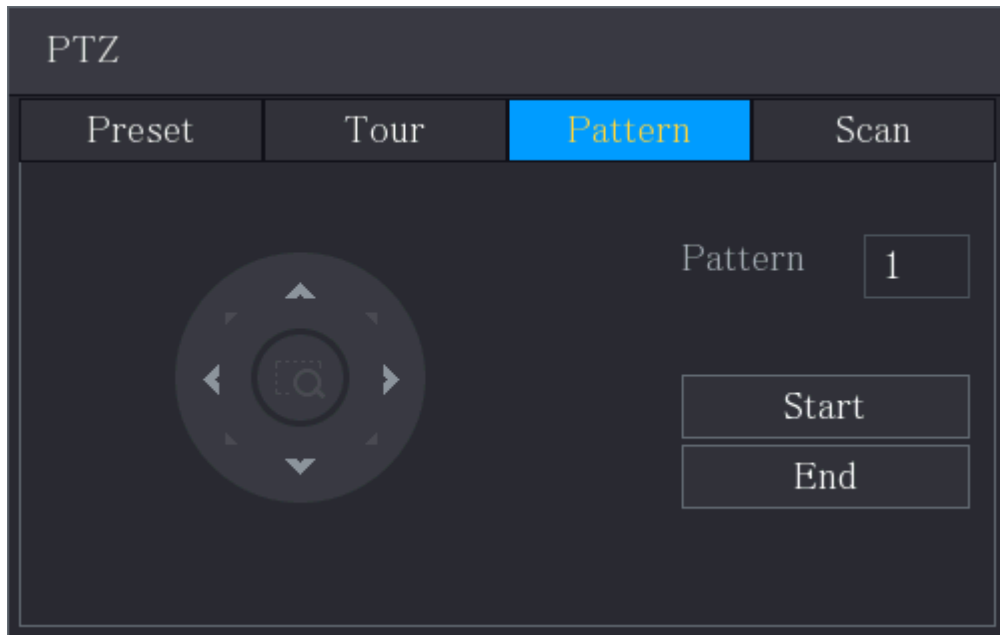 PTZ
Preset Tour Pattern Scan
Pattern 1
Start
End